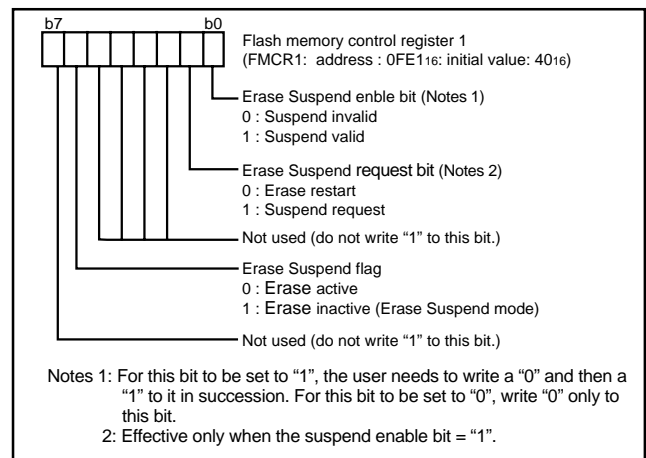 b7 b0
Flash memory control register 1
(FMCR1: address : 0FE116: initial value: 4016)
Erase Suspend enble bit (Notes 1)
0 : Suspend invalid
1 : Suspend valid
Erase Suspend request bit (Notes 2)
0 : Erase restart
1 : Suspend request
Not used (do not write “1” to this bit.)
Erase Suspend flag
0 : Erase active
1 : Erase inactive (Erase Suspend mode)
Not used (do not write “1” to this bit.)
Notes 1: For this bit to be set to “1”, the user needs to write a “0” and then a
“1” to it in succession. For this bit to be set to “0”, write “0” only to
this bit.
2: Effective only when the suspend enable bit = “1”.